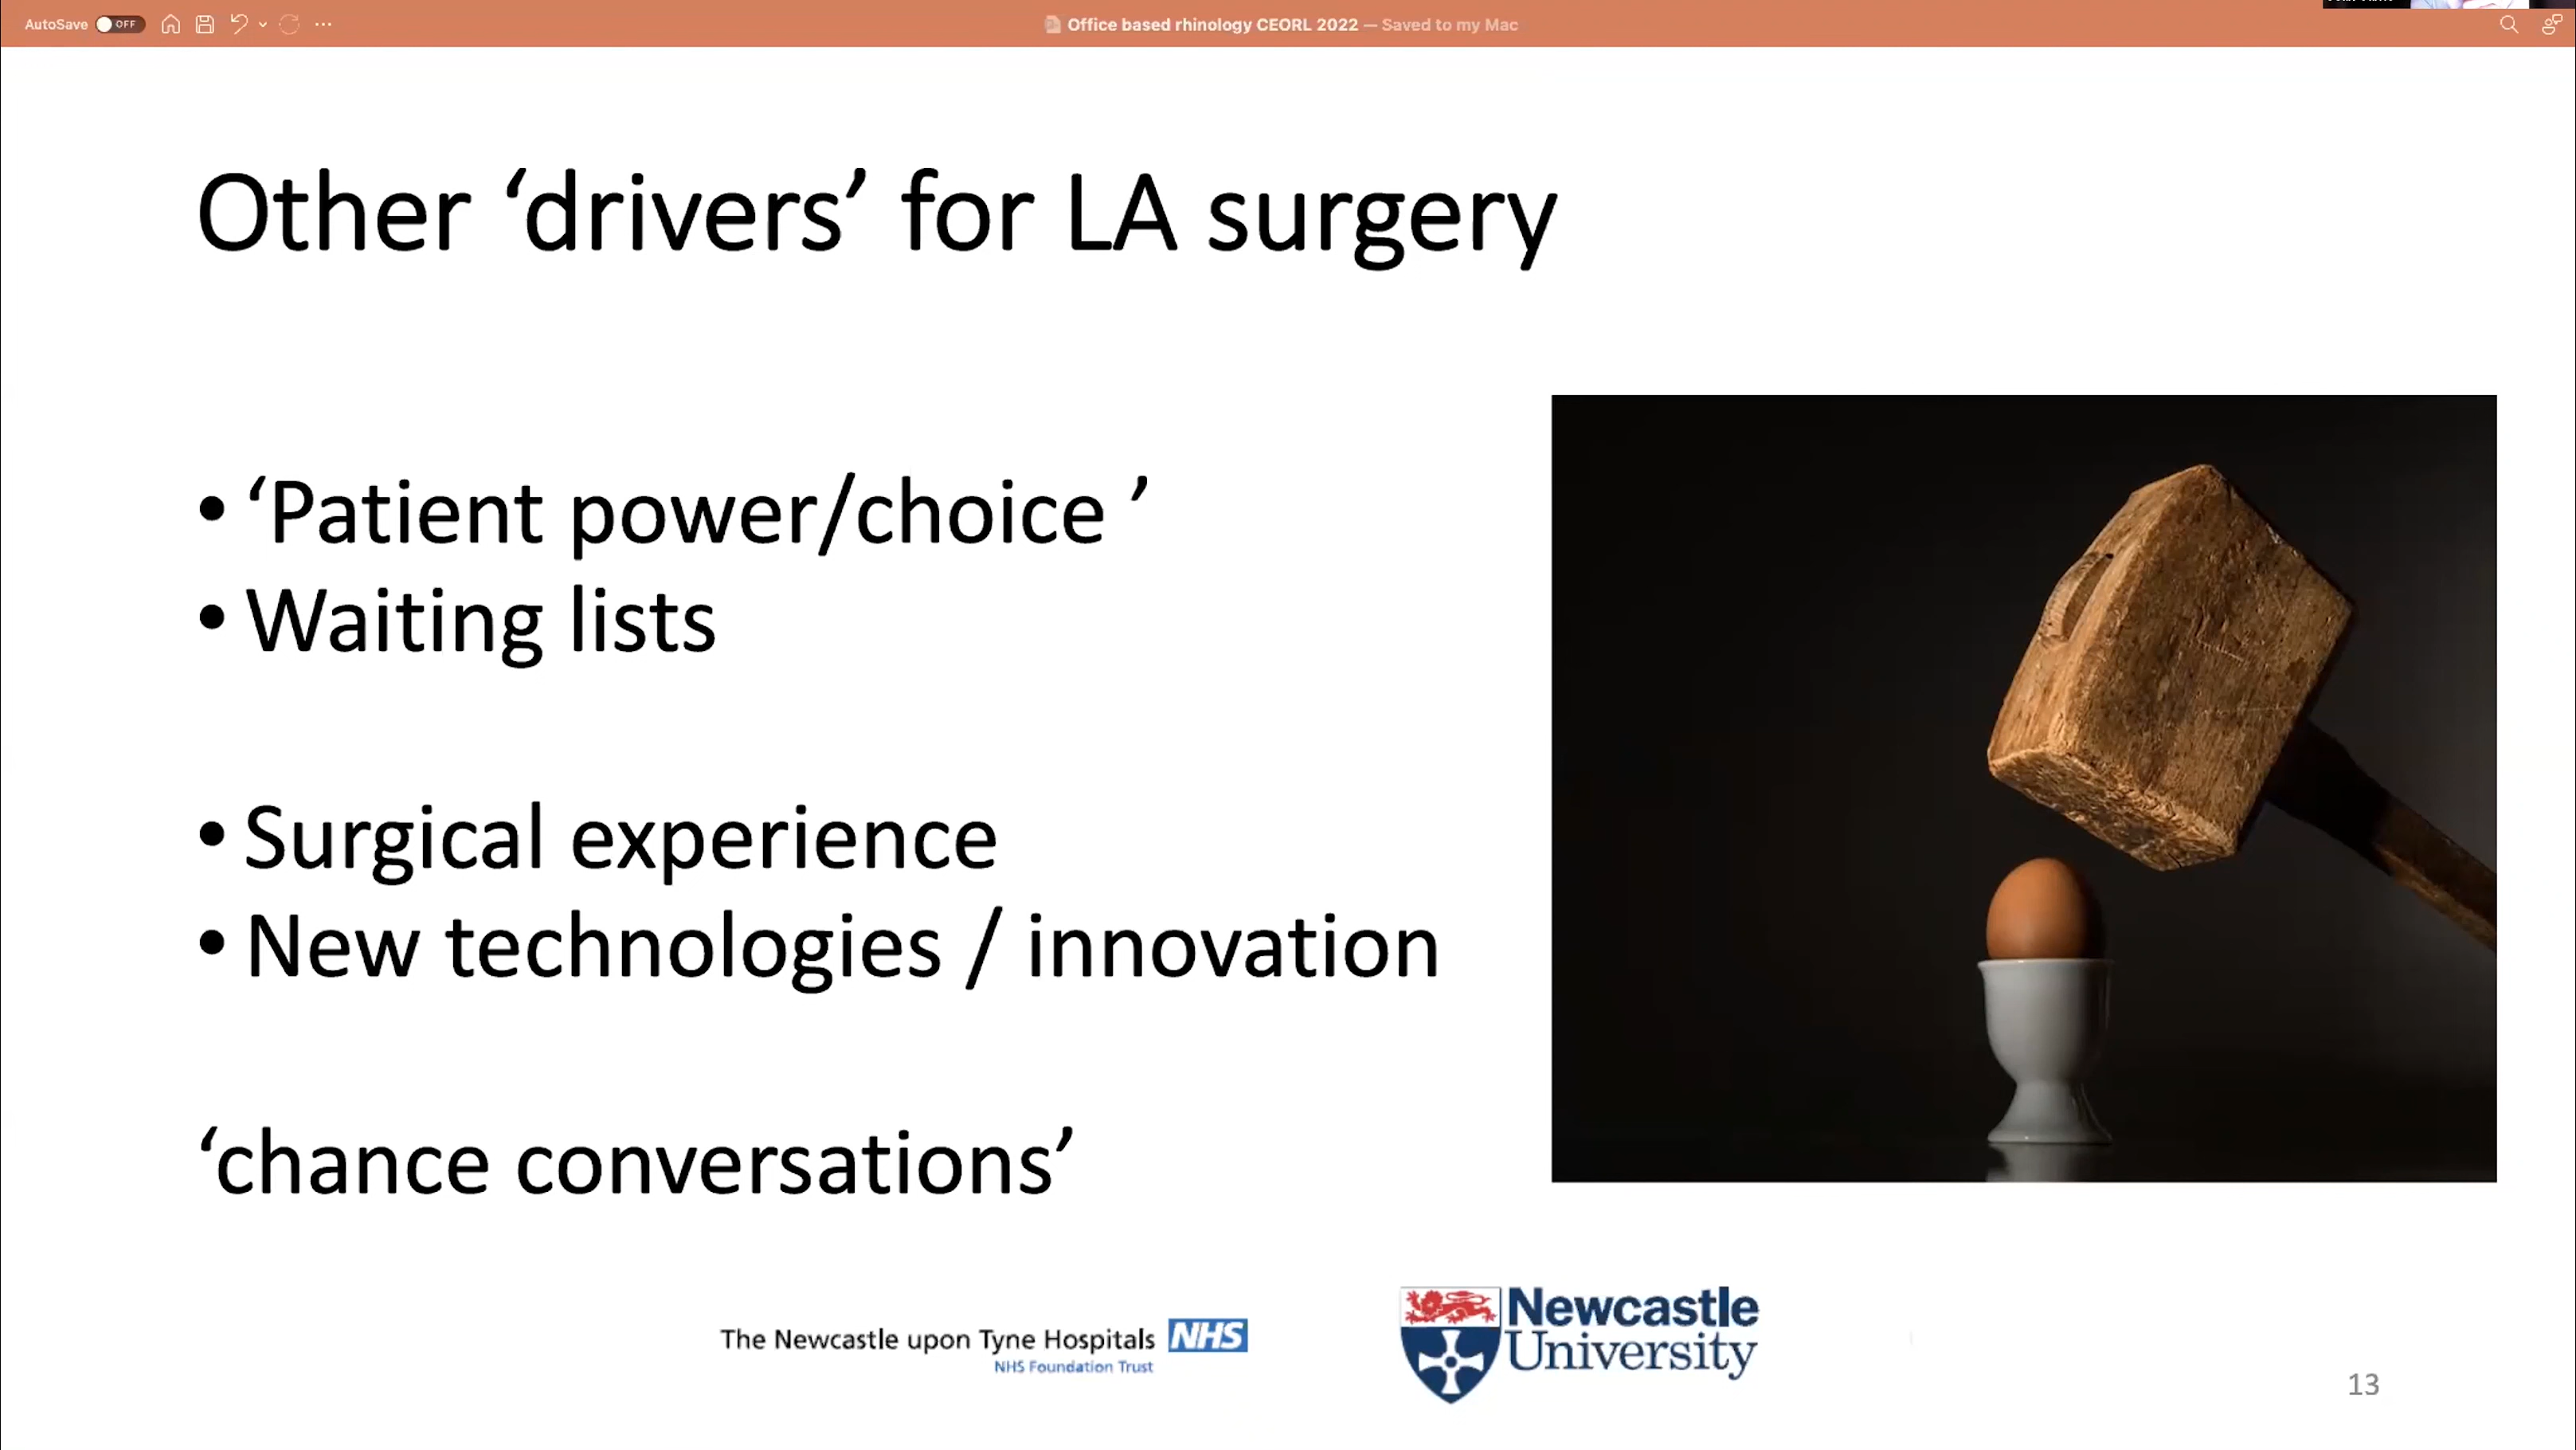 AutoSave OFF
Office based rhinology CEORL 2022 — Saved to my Mac
Other ‘drivers’ for LA surgery
• ‘Patient power/choice ’
• Waiting lists
• Surgical experience
• New technologies / innovation
‘chance conversations’
The Newcastle upon Tyne Hospitals NHS
NHS Foundation Trust
Newcastle
University
13